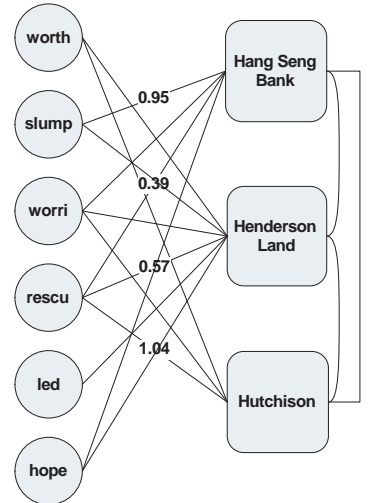 worth
slump
worri
rescu
led
hope
0.95
0.39
0.57
1.04
Hang Seng
Bank
Henderson
Land
Hutchison